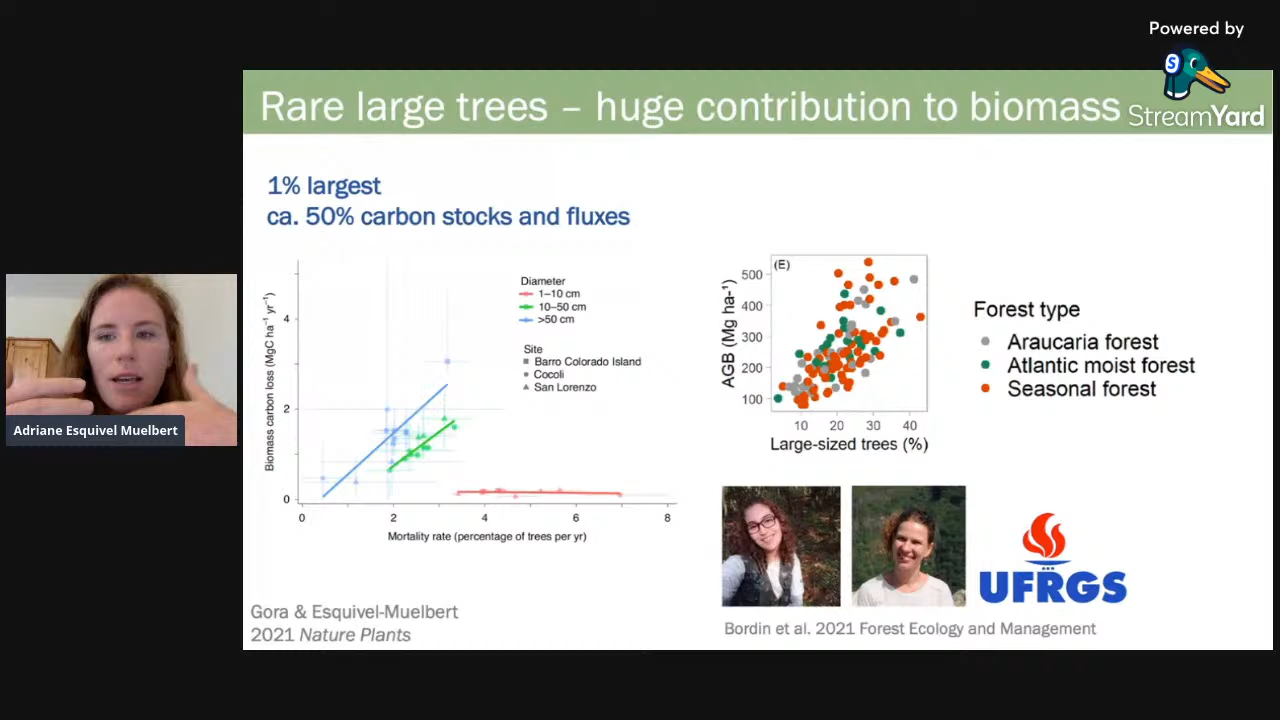 Powered by
StreamYard
Rare large trees – huge contribution to biomass
1% largest
ca. 50% carbon stocks and fluxes
Biomass carbon loss (MgC ha⁻¹ yr⁻¹)
4
2
0
0 2 4 6 8
Mortality rate (percentage of trees per yr)
Diameter
1–10 cm
10–50 cm
>50 cm
Site
Barro Colorado Island
Cocoli
San Lorenzo
(E)
AGB (Mg ha-¹)
500
400
300
200
100
10 20 30 40
Large-sized trees (%)
Forest type
Araucaria forest
Atlantic moist forest
Seasonal forest
Adriane Esquivel Muelbert
UFRGS
Gora & Esquivel-Muelbert
2021 Nature Plants
Bordin et al. 2021 Forest Ecology and Management